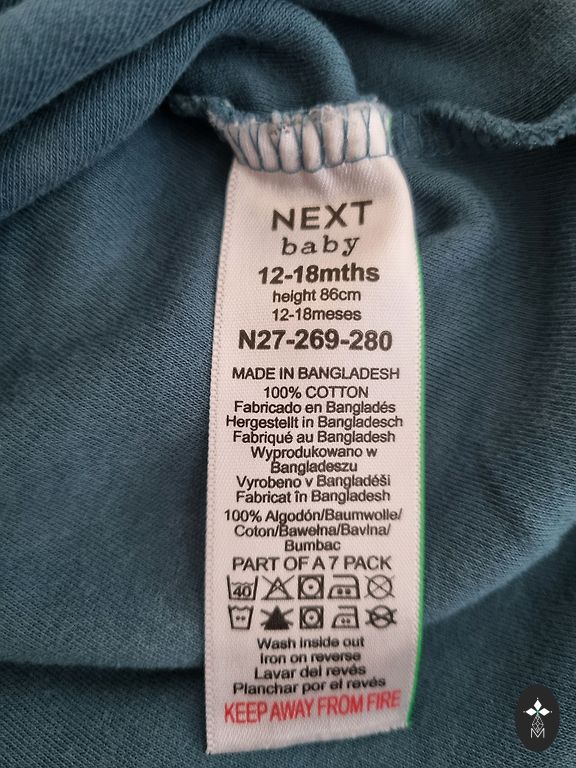 NEXT
baby
12-18mths
height 86cm
12-18meses
N27-269-280
MADE IN BANGLADESH
100% COTTON
Fabricado en Bangladés
Hergestellt in Bangladesch
Fabriqué au Bangladesh
Wyprodukowano w
Bangladeszu
Vyrobeno v Bangladéši
Fabricat în Bangladesh
100% Algodón/Baumwolle/
Coton/Bawełna/Bavlna/
Bumbac
PART OF A 7 PACK
40
Wash inside out
Iron on reverse
Lavar del revés
Planchar por el revés
KEEP AWAY FROM FIRE
M